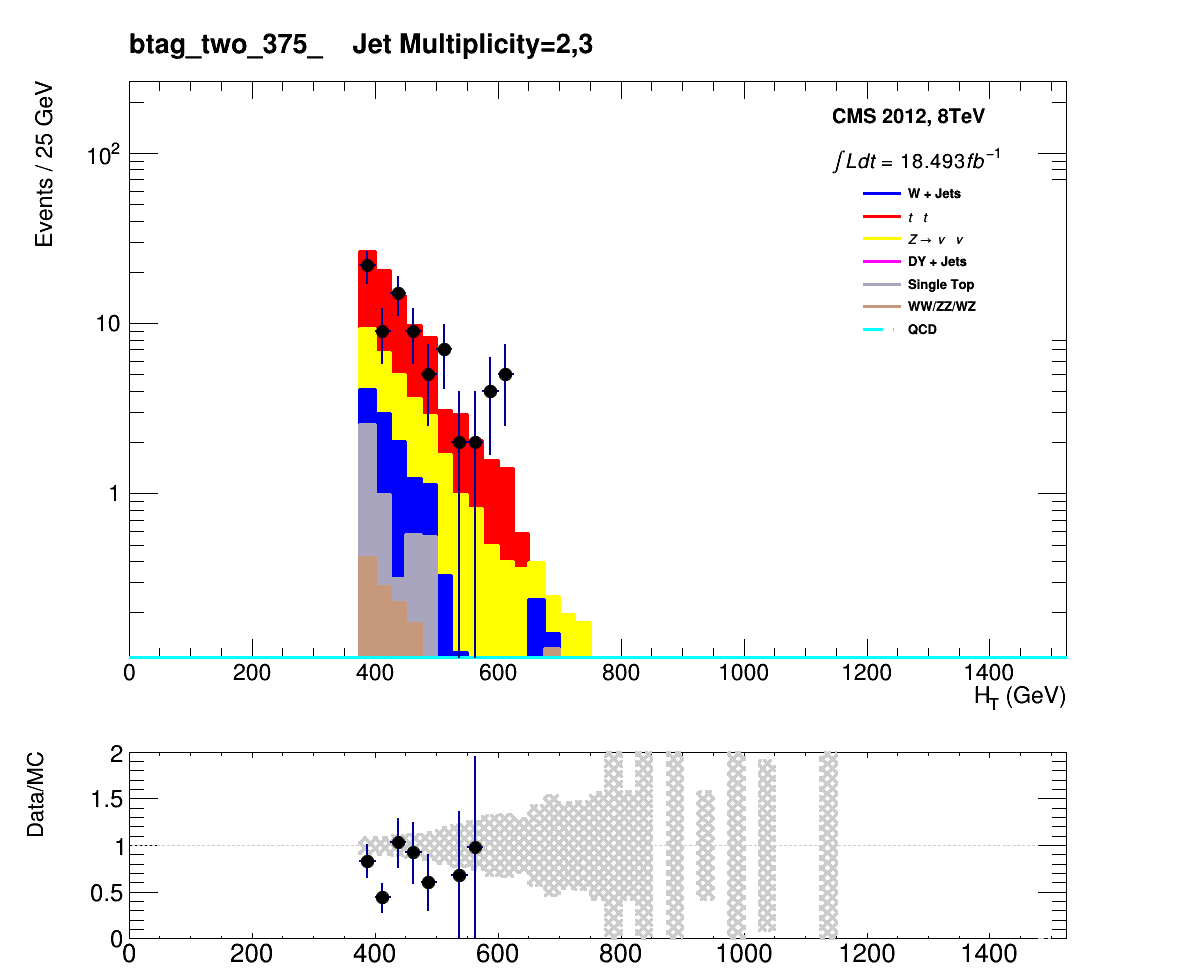 btag_two_375_ Jet Multiplicity=2,3
Events / 25 GeV
10²
10
1
CMS 2012, 8TeV
∫Ldt = 18.493fb⁻¹
W + Jets
t t
Z → ν ν
DY + Jets
Single Top
WW/ZZ/WZ
QCD
0 200 400 600 800 1000 1200 1400
H_T (GeV)
Data/MC
2
1.5
1
0.5
0
0 200 400 600 800 1000 1200 1400